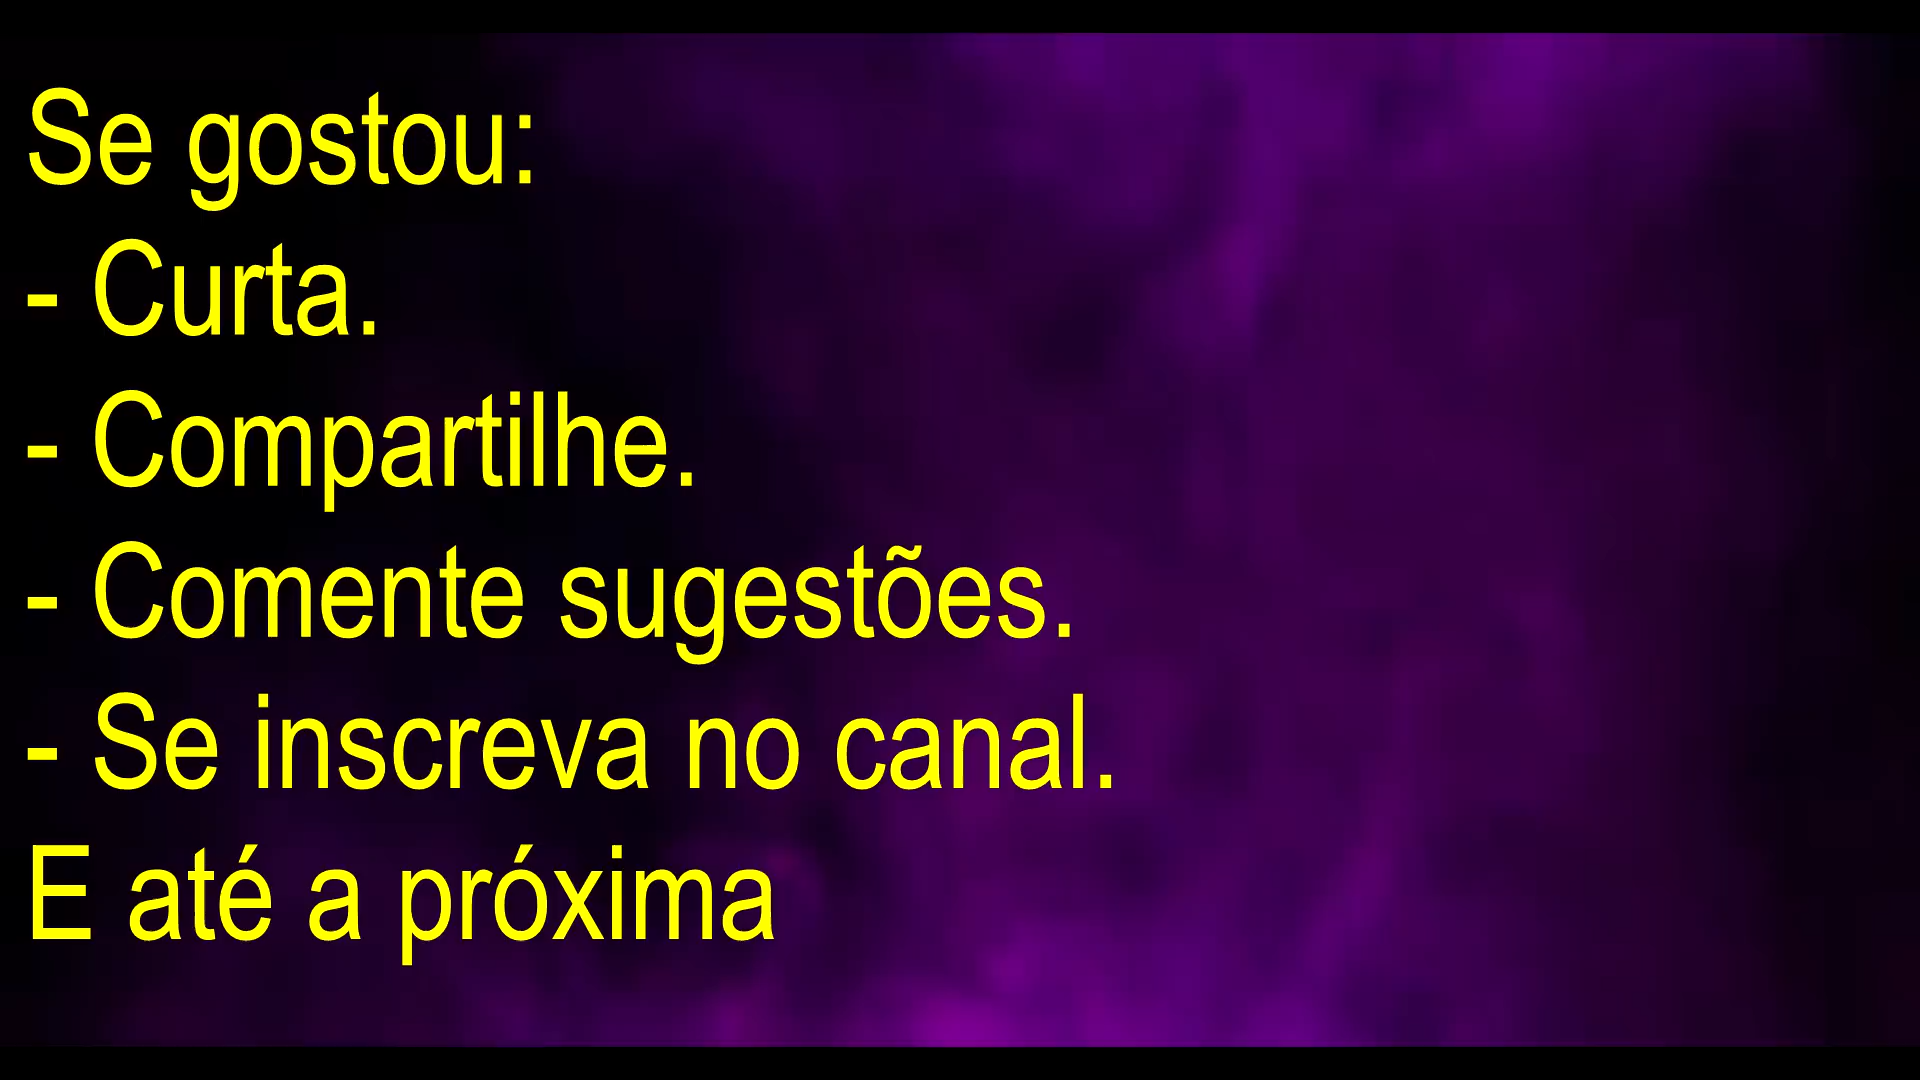 Se gostou:
- Curta.
- Compartilhe.
- Comente sugestões.
- Se inscreva no canal.
E até a próxima